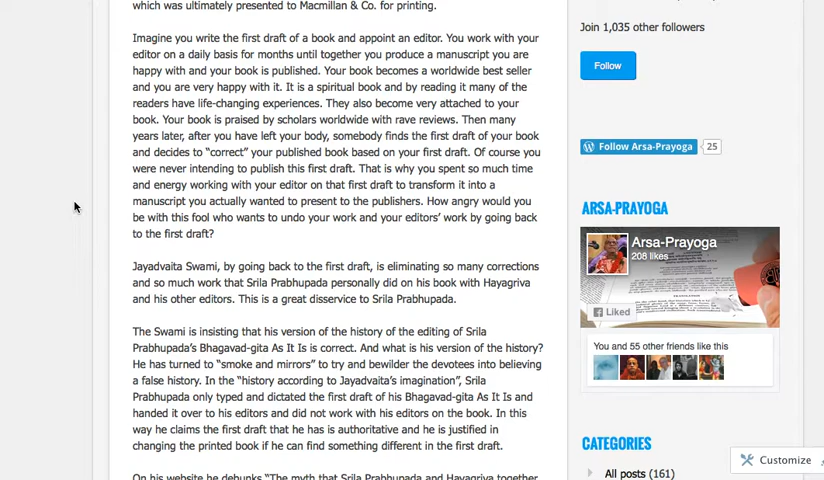 which was ultimately presented to Macmillan & Co. for printing.
Imagine you write the first draft of a book and appoint an editor. You work with your
editor on a daily basis for months until together you produce a manuscript you are
happy with and your book is published. Your book becomes a worldwide best seller
and you are very happy with it. It is a spiritual book and by reading it many of the
readers have life-changing experiences. They also become very attached to your
book. Your book is praised by scholars worldwide with rave reviews. Then many
years later, after you have left your body, somebody finds the first draft of your book
and decides to “correct” your published book based on your first draft. Of course you
were never intending to publish this first draft. That is why you spent so much time
and energy working with your editor on that first draft to transform it into a
manuscript you actually wanted to present to the publishers. How angry would you
be with this fool who wants to undo your work and your editors’ work by going back
to the first draft?
Jayadvaita Swami, by going back to the first draft, is eliminating so many corrections
and so much work that Srila Prabhupada personally did on his book with Hayagriva
and his other editors. This is a great disservice to Srila Prabhupada.
The Swami is insisting that his version of the history of the editing of Srila
Prabhupada’s Bhagavad-gita As It Is is correct. And what is his version of the history?
He has turned to “smoke and mirrors” to try and bewilder the devotees into believing
a false history. In the “history according to Jayadvaita’s imagination”, Srila
Prabhupada only typed and dictated the first draft of his Bhagavad-gita As It Is and
handed it over to his editors and did not work with his editors on the book. In this
way he claims the first draft that he has is authoritative and he is justified in
changing the printed book if he can find something different in the first draft.
On his website he debunks “The myth that Srila Prabhupada and Hayagriva together
Join 1,035 other followers
Follow
Follow Arsa-Prayoga 25
ARSA-PRAYOGA
Arsa-Prayoga
208 likes
TRANSLATION
Liked
You and 55 other friends like this
CATEGORIES
Customize
All posts (161)